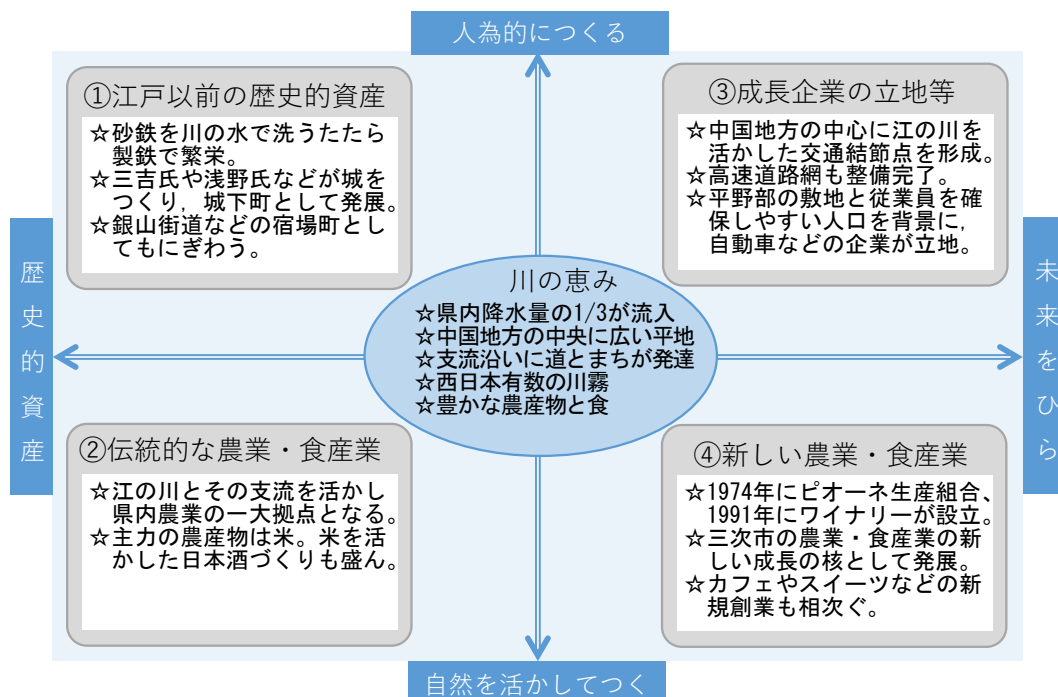 人為的につくる
①江戸以前の歴史的資産
☆砂鉄を川の水で洗うたたら
製鉄で繁栄。
☆三吉氏や浅野氏などが城を
つくり，城下町として発展。
☆銀山街道などの宿場町とし
てもにぎわう。
③成長企業の立地等
☆中国地方の中心に江の川を
活かした交通結節点を形成。
☆高速道路網も整備完了。
☆平野部の敷地と従業員を確
保しやすい人口を背景に，
自動車などの企業が立地。
歴史的資産
川の恵み
☆県内降水量の1/3が流入
☆中国地方の中央に広い平地
☆支流沿いに道とまちが発達
☆西日本有数の川霧
☆豊かな農産物と食
未来をひら
②伝統的な農業・食産業
☆江の川とその支流を活かし
県内農業の一大拠点となる。
☆主力の農産物は米。米を活
かした日本酒づくりも盛ん。
④新しい農業・食産業
☆1974年にピオーネ生産組合、
1991年にワイナリーが設立。
☆三次市の農業・食産業の新
しい成長の核として発展。
☆カフェやスイーツなどの新
規創業も相次ぐ。
自然を活かしてつく